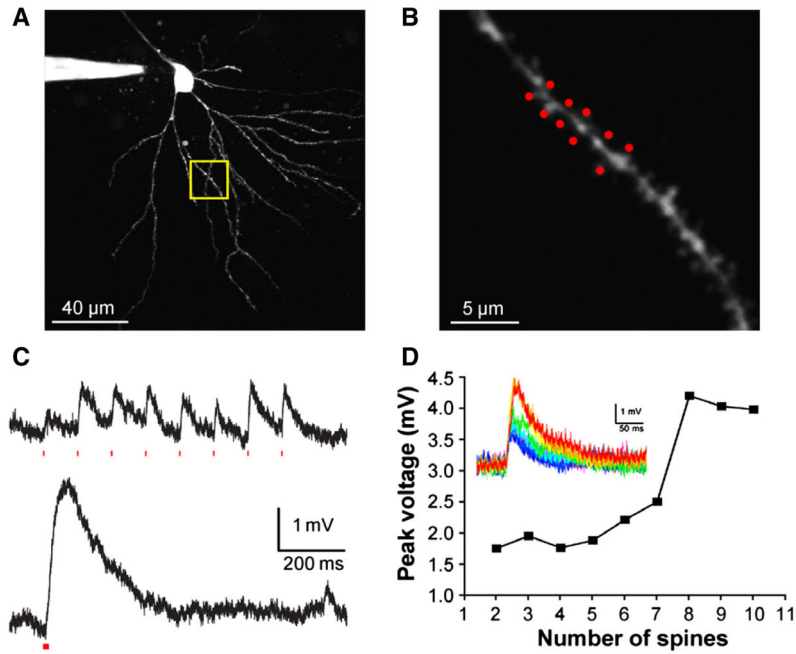 A
B
40 µm
5 µm
C
1 mV
200 ms
D
Peak voltage (mV)
4.5
4.0
3.5
3.0
2.5
2.0
1.5
1.0
1 mV
50 ms
1 2 3 4 5 6 7 8 9 10 11
Number of spines